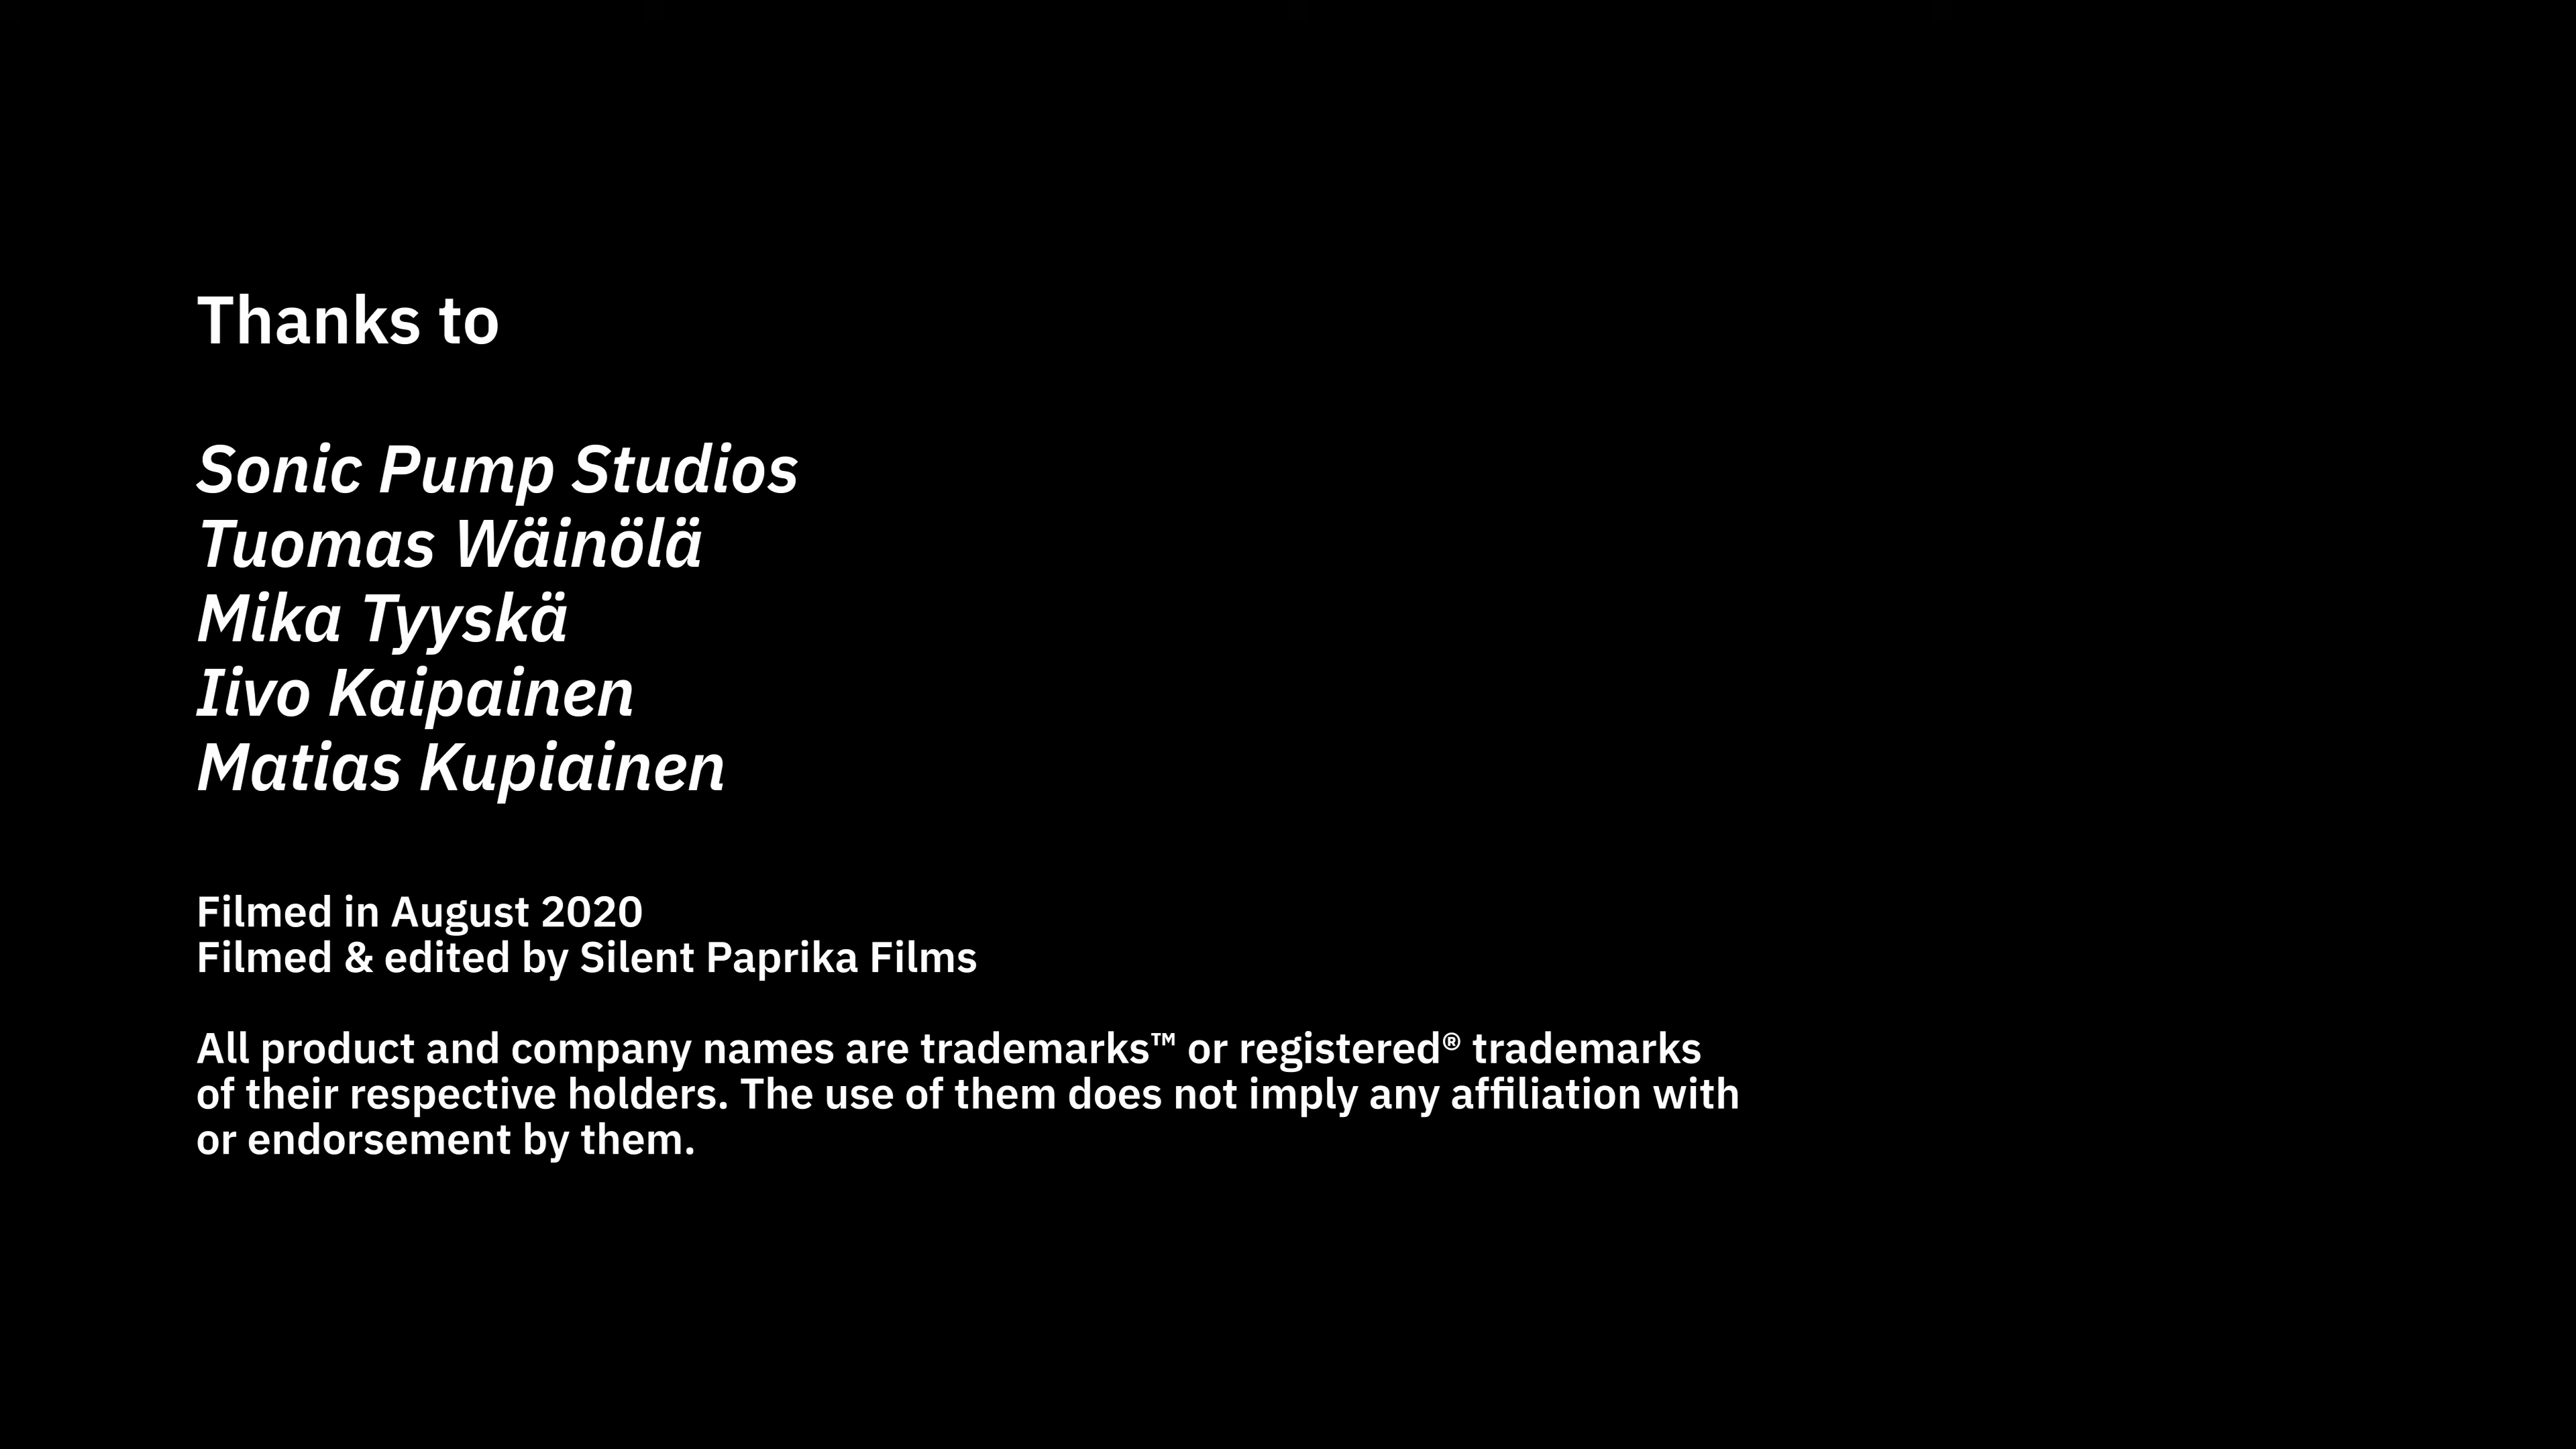 Thanks to
Sonic Pump Studios
Tuomas Wäinölä
Mika Tyyskä
Iivo Kaipainen
Matias Kupiainen
Filmed in August 2020
Filmed & edited by Silent Paprika Films
All product and company names are trademarks™ or registered® trademarks
of their respective holders. The use of them does not imply any affiliation with
or endorsement by them.